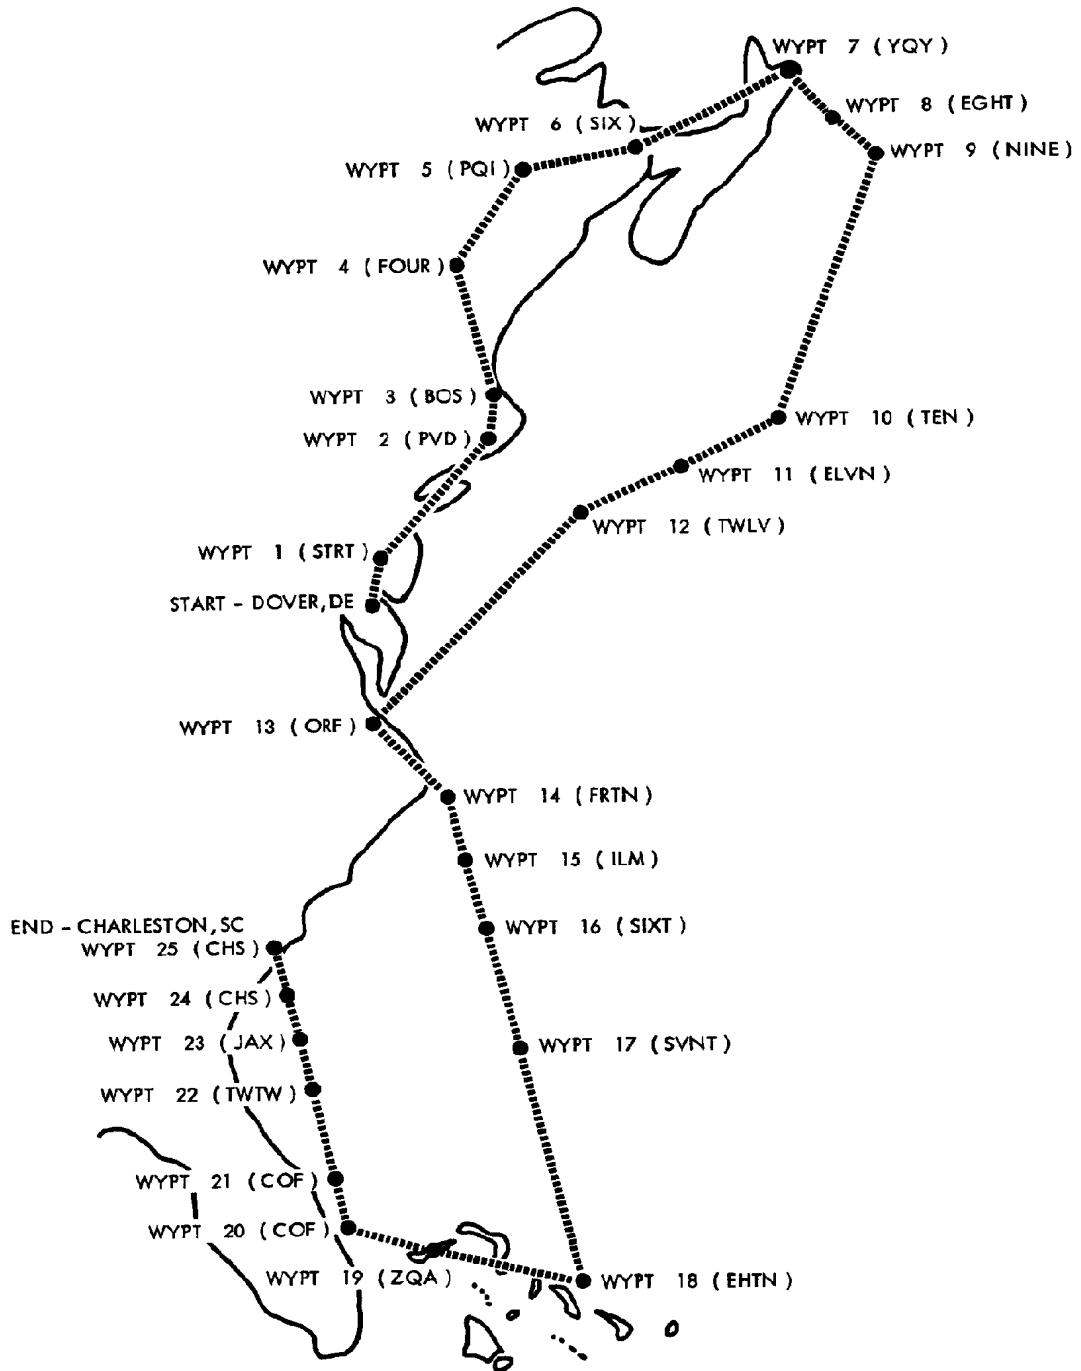 WYPT 7 (YQY)
WYPT 8 (EGHT)
WYPT 6 (SIX)
WYPT 9 (NINE)
WYPT 5 (PQI)
WYPT 4 (FOUR)
WYPT 3 (BOS)
WYPT 10 (TEN)
WYPT 2 (PVD)
WYPT 11 (ELVN)
WYPT 12 (TWLV)
WYPT 1 (STRT)
START - DOVER, DE
WYPT 13 (ORF)
WYPT 14 (FRTN)
WYPT 15 (ILM)
END - CHARLESTON, SC
WYPT 16 (SIXT)
WYPT 25 (CHS)
WYPT 24 (CHS)
WYPT 23 (JAX)
WYPT 17 (SVNT)
WYPT 22 (TWTW)
WYPT 21 (COF)
WYPT 20 (COF)
WYPT 19 (ZQA)
WYPT 18 (EHTN)